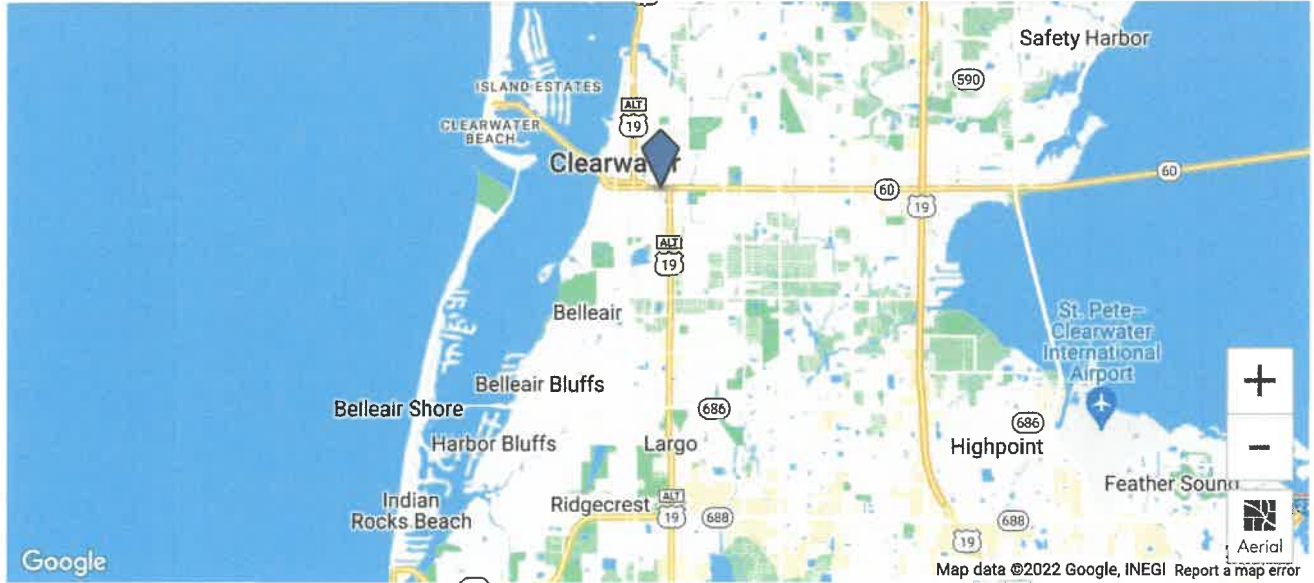 Safety Harbor
590
ISLAND ESTATES
ALT
19
CLEARWATER
BEACH
Clearwater
60
60
19
ALT
19
Belleair
St. Pete-
Clearwater
International
Airport
Belleair Bluffs
Belleair Shore
686
686
Harbor Bluffs
Largo
Highpoint
Feather Sound
Indian
Rocks Beach
Ridgecrest
ALT
19
688
688
19
Aerial
Google
Map data ©2022 Google, INEGI Report a map error